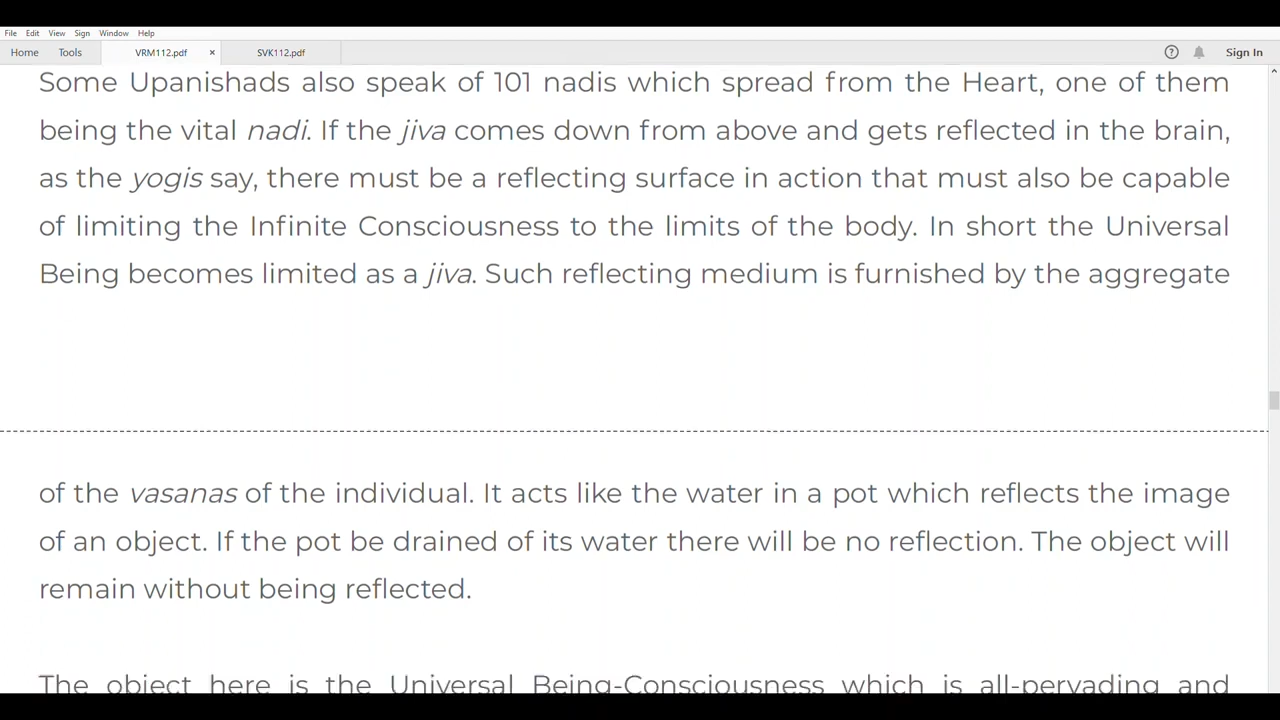 File Edit View Sign Window Help
Home Tools VRM112.pdf × SVK112.pdf ? Sign In
Some Upanishads also speak of 101 nadis which spread from the Heart, one of them
being the vital nadi. If the jiva comes down from above and gets reflected in the brain,
as the yogis say, there must be a reflecting surface in action that must also be capable
of limiting the Infinite Consciousness to the limits of the body. In short the Universal
Being becomes limited as a jiva. Such reflecting medium is furnished by the aggregate
of the vasanas of the individual. It acts like the water in a pot which reflects the image
of an object. If the pot be drained of its water there will be no reflection. The object will
remain without being reflected.
The object here is the Universal Being-Consciousness which is all-pervading and